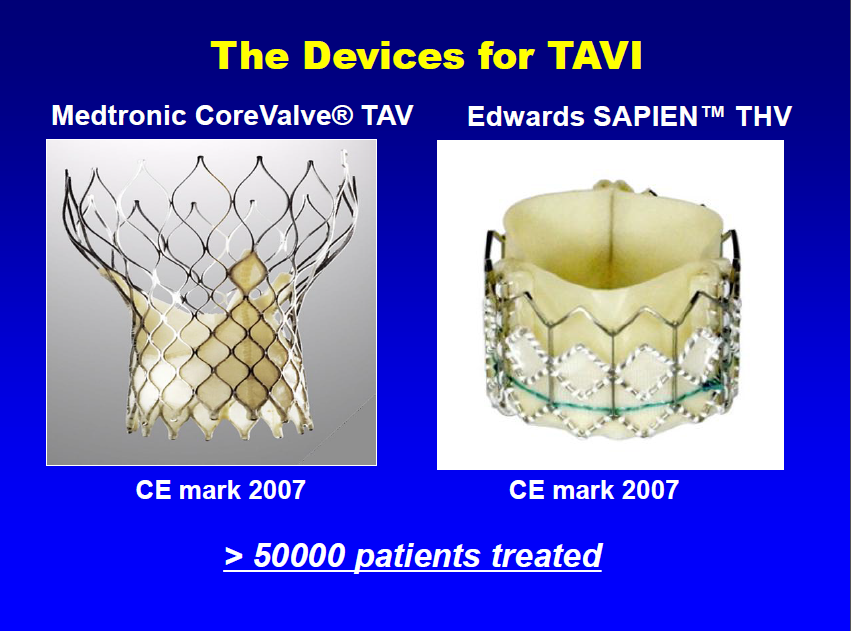 The Devices for TAVI
Medtronic CoreValve® TAV
Edwards SAPIEN™ THV
CE mark 2007
CE mark 2007
> 50000 patients treated